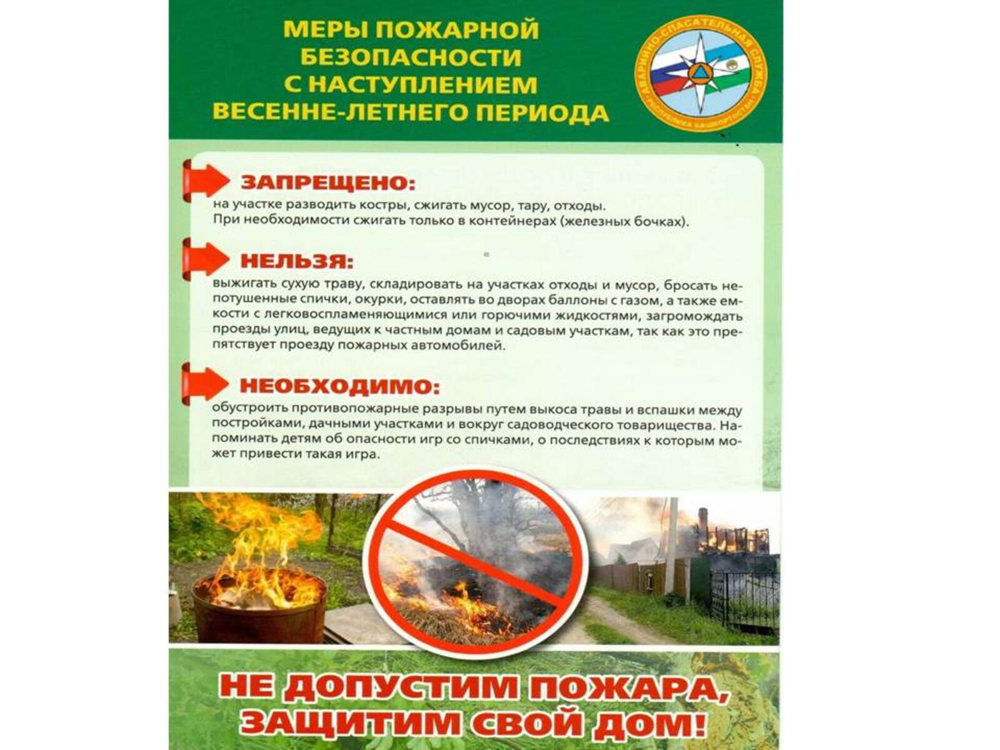 МЕРЫ ПОЖАРНОЙ
БЕЗОПАСНОСТИ
С НАСТУПЛЕНИЕМ
ВЕСЕННЕ-ЛЕТНЕГО ПЕРИОДА
АВАРИЙНО-СПАСАТЕЛЬНАЯ СЛУЖБА
РЕСПУБЛИКА БАШКОРТОСТАН
ЗАПРЕЩЕНО:
на участке разводить костры, сжигать мусор, тару, отходы.
При необходимости сжигать только в контейнерах (железных бочках).
НЕЛЬЗЯ:
выжигать сухую траву, складировать на участках отходы и мусор, бросать не-
потушенные спички, окурки, оставлять во дворах баллоны с газом, а также ем-
кости с легковоспламеняющимися или горючими жидкостями, загромождать
проезды улиц, ведущих к частным домам и садовым участкам, так как это пре-
пятствует проезду пожарных автомобилей.
НЕОБХОДИМО:
обустроить противопожарные разрывы путем выкоса травы и вспашки между
постройками, дачными участками и вокруг садоводческого товарищества. На-
поминать детям об опасности игр со спичками, о последствиях к которым мо-
жет привести такая игра.
НЕ ДОПУСТИМ ПОЖАРА,
ЗАЩИТИМ СВОЙ ДОМ!